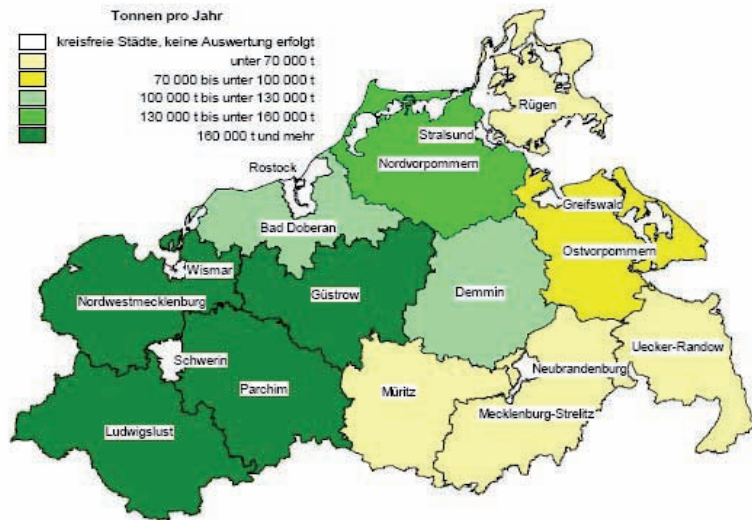 Tonnen pro Jahr
kreisfreie Städte, keine Auswertung erfolgt
unter 70 000 t
70 000 bis unter 100 000 t
100 000 t bis unter 130 000 t
130 000 t bis unter 160 000 t
160 000 t und mehr
Rügen
Stralsund
Nordvorpommern
Rostock
Greifswald
Bad Doberan
Ostvorpommern
Wismar
Güstrow
Demmin
Nordwestmecklenburg
Uecker-Randow
Schwerin
Neubrandenburg
Parchim
Müritz
Mecklenburg-Strelitz
Ludwigslust